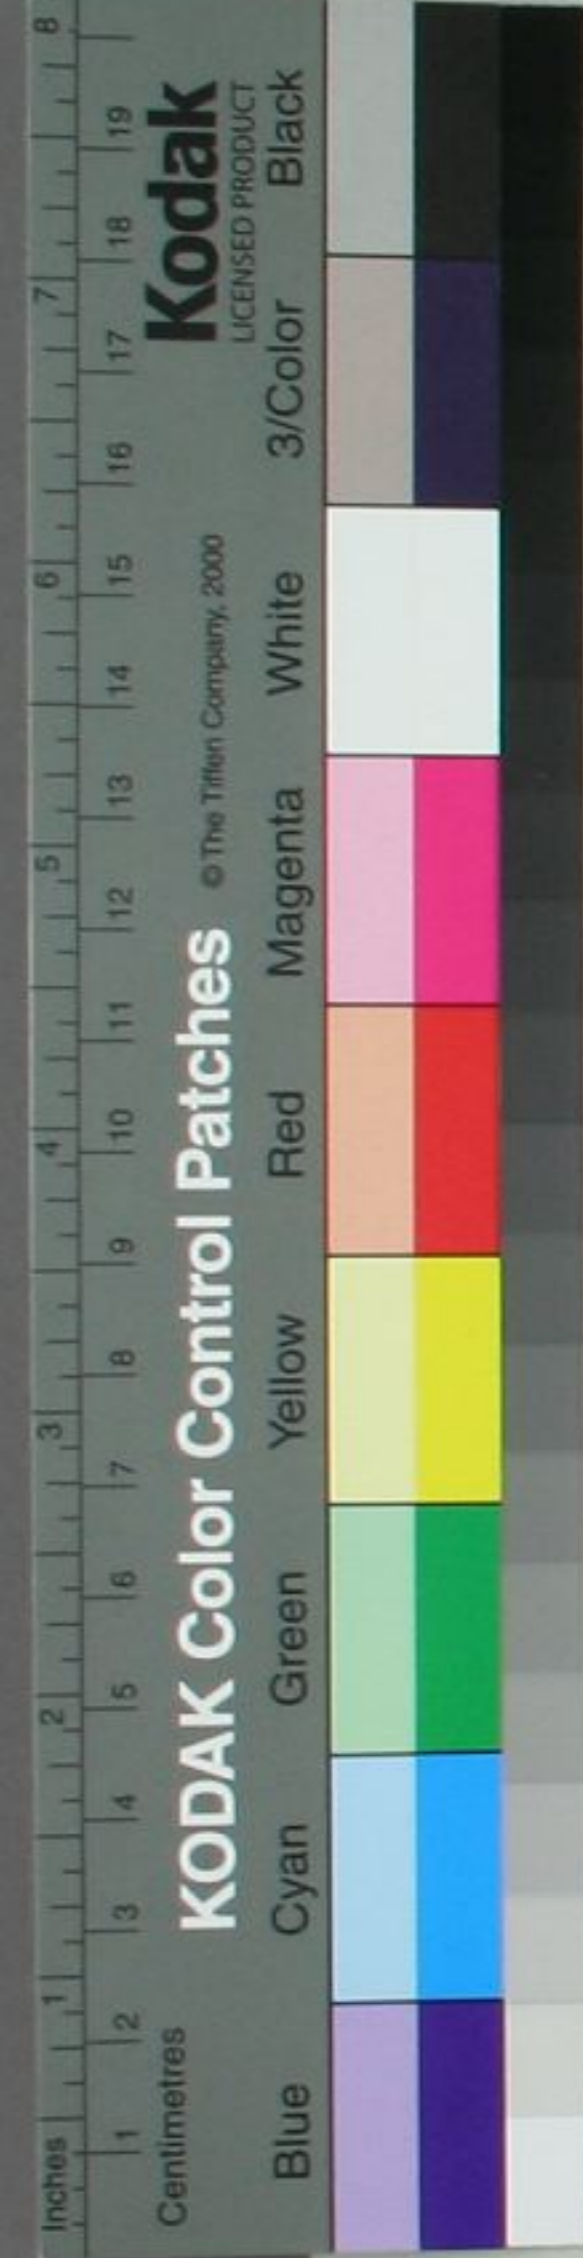 Inches 1 2 3 4 5 6 7 8
1 2 3 4 5 6 7 8 9 10 11 12 13 14 15 16 17 18 19
Centimetres
KODAK Color Control Patches © The Tiffen Company, 2000
Kodak
LICENSED PRODUCT
Blue Cyan Green Yellow Red Magenta White 3/Color Black